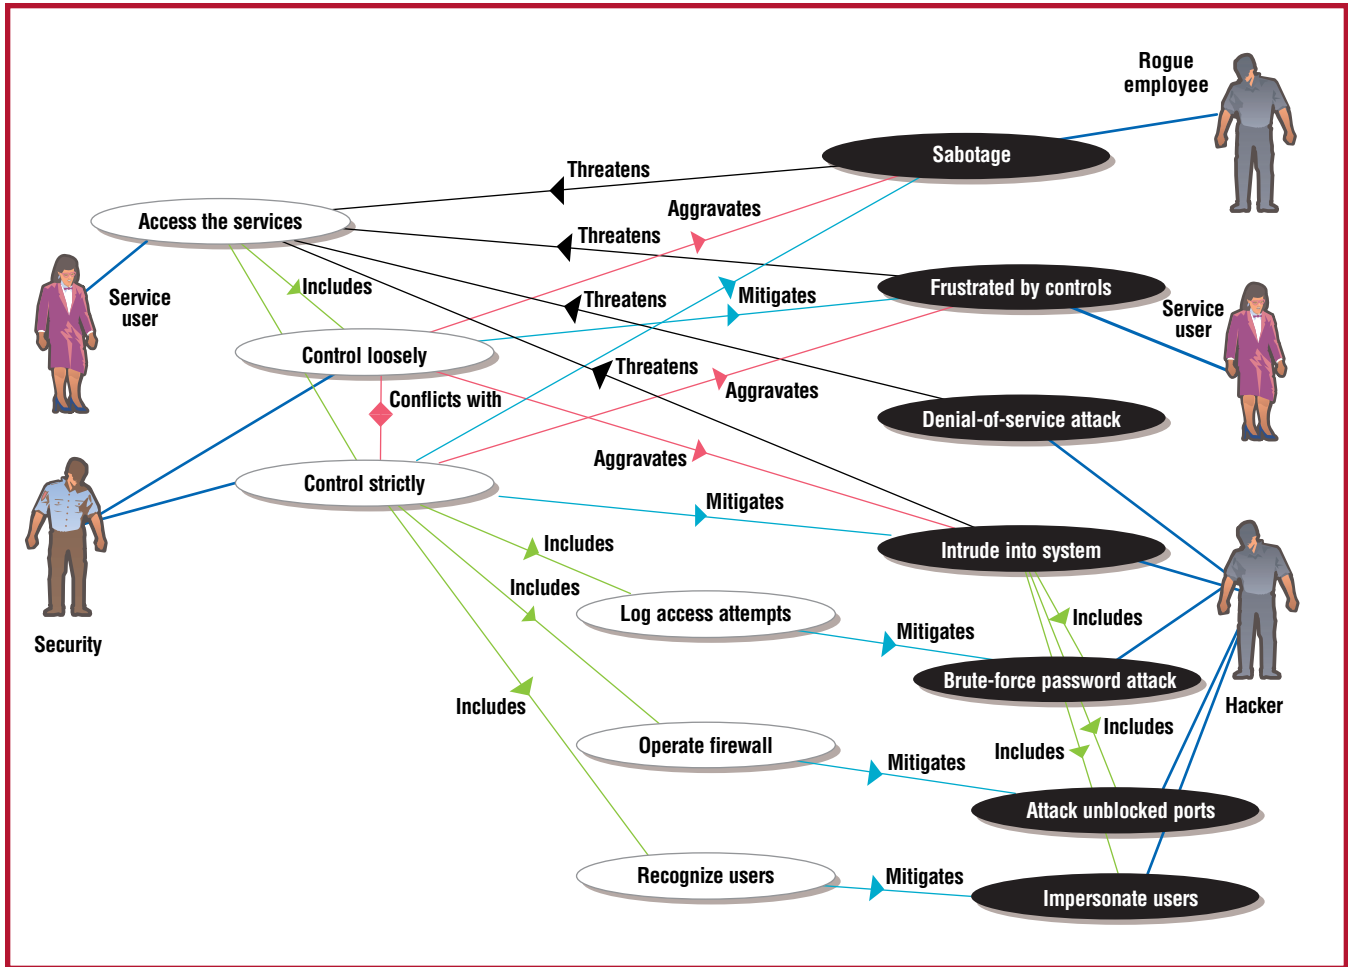 Rogue
employee
Sabotage
Threatens
Access the services
Aggravates
Threatens
Includes
Mitigates
Frustrated by controls
Service
user
Threatens
Service
user
Control loosely
Threatens
Aggravates
Conflicts with
Denial-of-service attack
Aggravates
Control strictly
Mitigates
Includes
Intrude into system
Includes
Log access attempts
Includes
Mitigates
Security
Brute-force password attack
Hacker
Includes
Includes
Operate firewall
Includes
Mitigates
Attack unblocked ports
Recognize users
Mitigates
Impersonate users